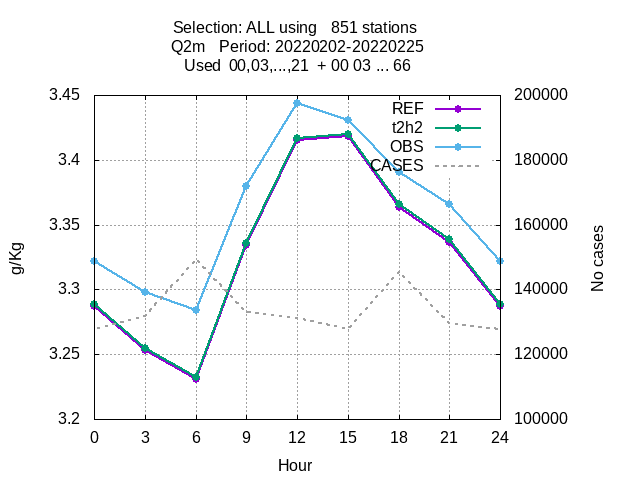 Selection: ALL using   851 stations
Q2m   Period: 20220202-20220225
Used  00,03,...,21  + 00 03 ... 66
3.45
3.4
3.35
3.3
3.25
3.2
g/Kg
REF
t2h2
OBS
CASES
200000
180000
160000
140000
120000
100000
No cases
0 3 6 9 12 15 18 21 24
Hour